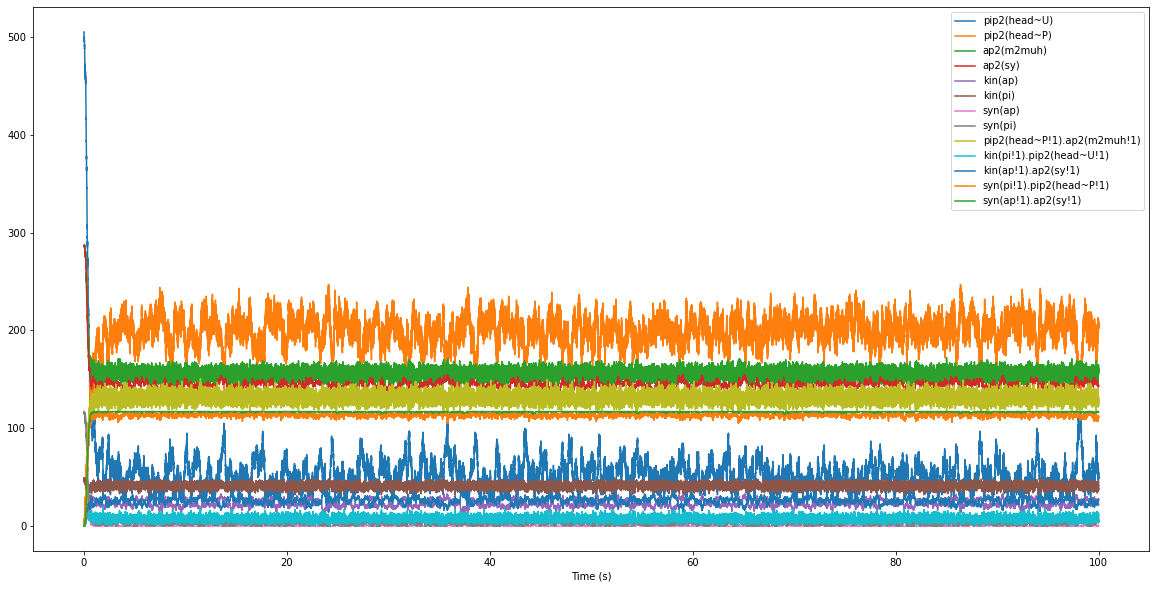 500
400
300
200
100
0
pip2(head~U)
pip2(head~P)
ap2(m2muh)
ap2(sy)
kin(ap)
kin(pi)
syn(ap)
syn(pi)
pip2(head~P!1).ap2(m2muh!1)
kin(pi!1).pip2(head~U!1)
kin(ap!1).ap2(sy!1)
syn(pi!1).pip2(head~P!1)
syn(ap!1).ap2(sy!1)
0 20 40 60 80 100
Time (s)